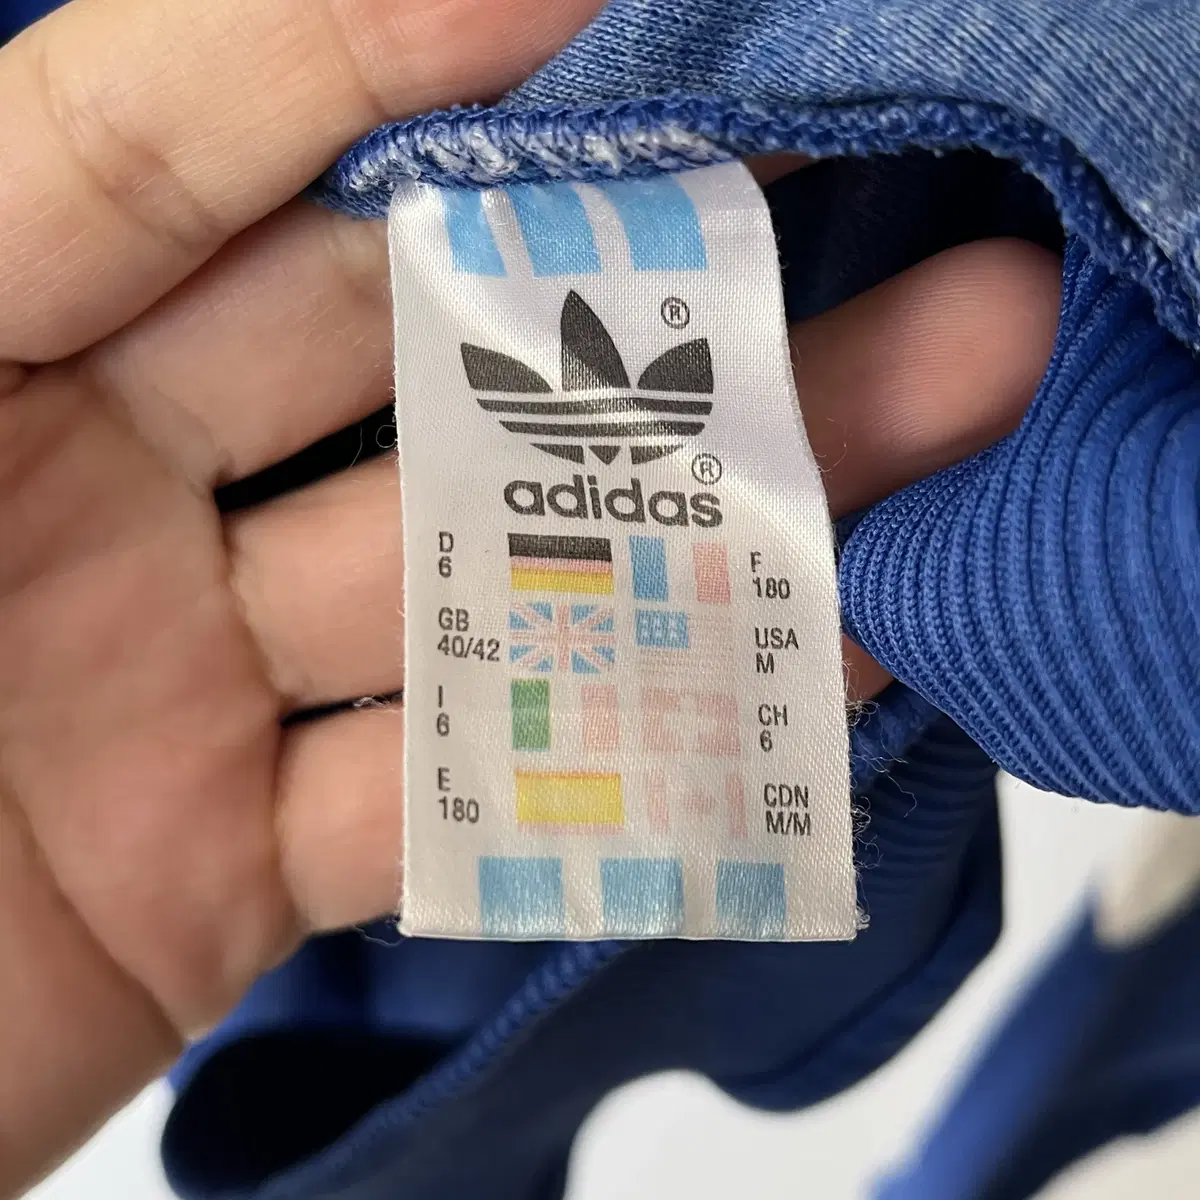 ®
adidas®
D
6
F
180
GB
40/42
USA
M
I
6
CH
6
E
180
CDN
M/M